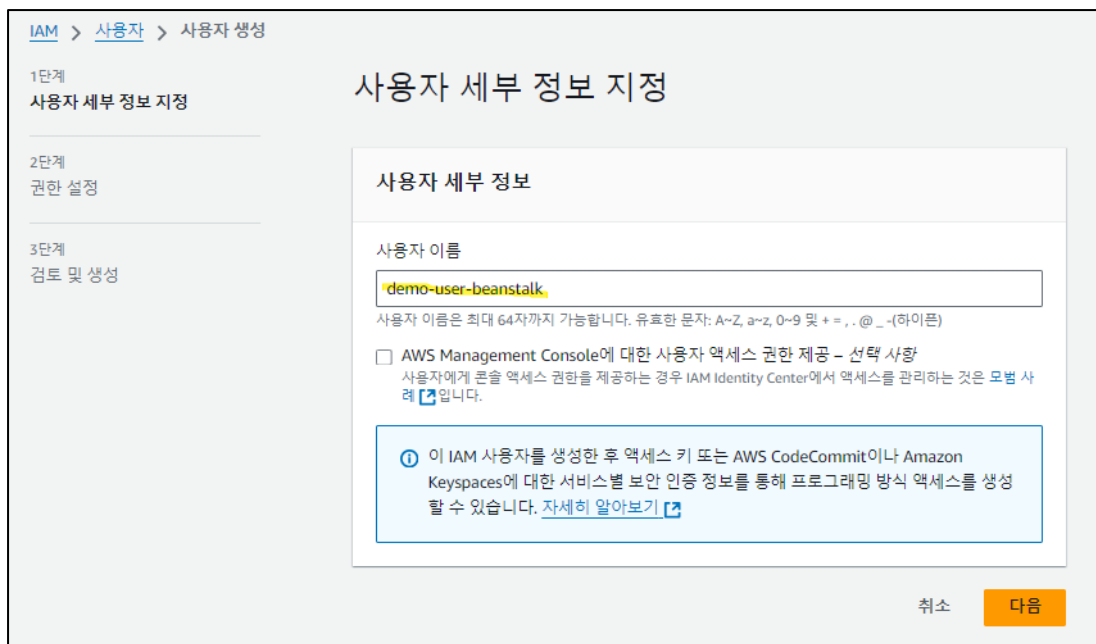 IAM > 사용자 > 사용자 생성
1단계
사용자 세부 정보 지정
2단계
권한 설정
3단계
검토 및 생성
사용자 세부 정보 지정
사용자 세부 정보
사용자 이름
demo-user-beanstalk
사용자 이름은 최대 64자까지 가능합니다. 유효한 문자: A~Z, a~z, 0~9 및 + = , . @ _ -(하이픈)
AWS Management Console에 대한 사용자 액세스 권한 제공 – 선택 사항
사용자에게 콘솔 액세스 권한을 제공하는 경우 IAM Identity Center에서 액세스를 관리하는 것은 모범 사
례 입니다.
이 IAM 사용자를 생성한 후 액세스 키 또는 AWS CodeCommit이나 Amazon
Keyspaces에 대한 서비스별 보안 인증 정보를 통해 프로그래밍 방식 액세스를 생성
할 수 있습니다. 자세히 알아보기
취소
다음